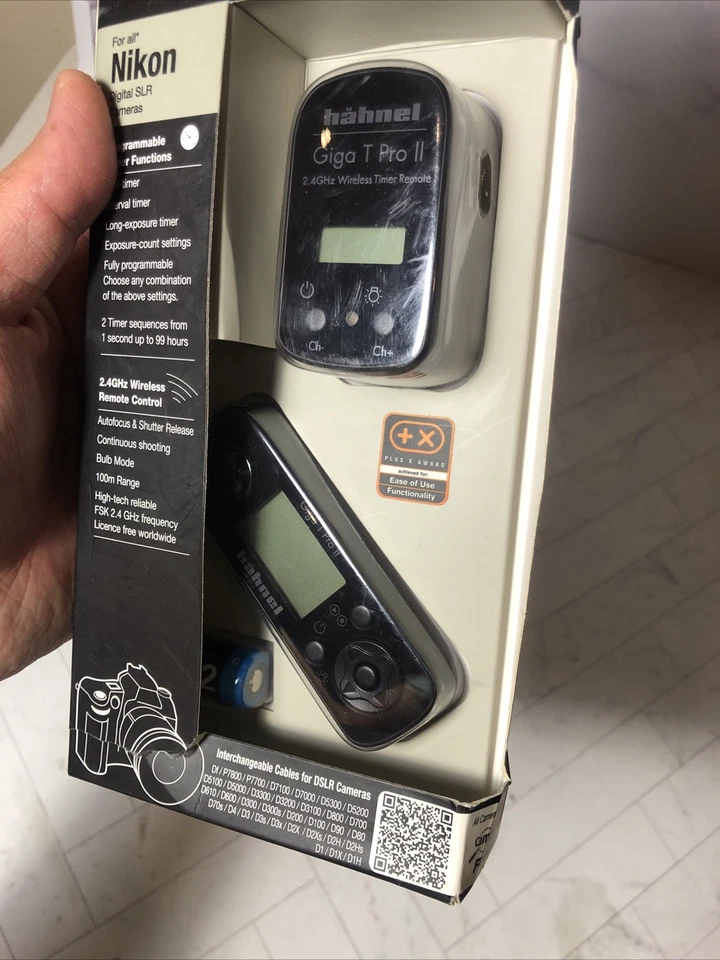 For all*
Nikon
Digital SLR
Cameras
Functions
timer
Long-exposure timer
Exposure-count settings
Fully programmable
Choose any combination
of the above settings.
2 Timer sequences from
1 second up to 99 hours
2.4GHz Wireless
Remote Control
Autofocus & Shutter Release
Continuous shooting
Bulb Mode
100m Range
High-tech reliable
FSK 2.4 GHz frequency
Licence free worldwide
hähnel
Giga T Pro II
2.4GHz Wireless Timer Remote
Ch-
Ch+
+ X
PLUS X AWARD
achieved for:
Ease of Use
Functionality
Giga T Pro II
hähnel
2
Interchangeable Cables for DSLR Cameras
Df / P7800 / P7700 / D7100 / D7000 / D5300 / D5200
D5100 / D5000 / D3300 / D3200 / D3100 / D800 / D700
D610 / D600 / D300 / D300s / D200 / D100 / D90 / D80
D70s / D4 / D3 / D3s / D3x / D2X / D2Xs / D2H / D2Hs
D1 / D1X / D1H